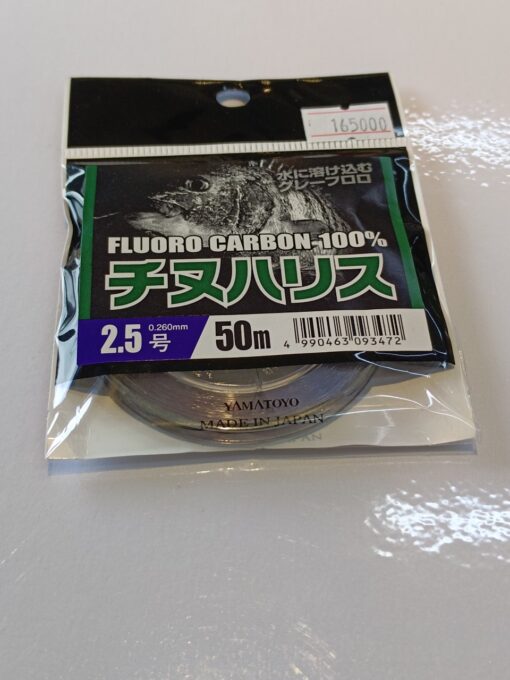 165000
水に溶け込む
グレーフロロ
FLUORO CARBON-100%
チヌハリス
2.5号 0.260mm 50m
4 990463 093472
YAMATOYO
MADE IN JAPAN